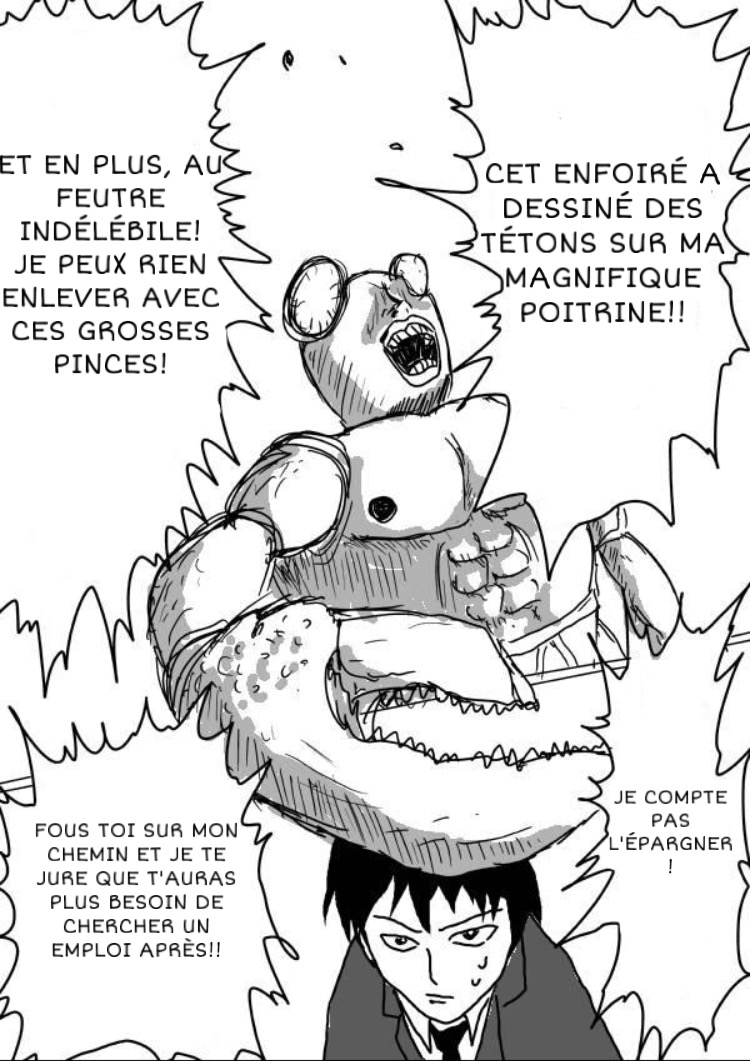 CET ENFOIRÉ A
DESSINÉ DES
TÉTONS SUR MA
MAGNIFIQUE
POITRINE!!
ET EN PLUS, AU
FEUTRE
INDÉLÉBILE!
JE PEUX RIEN
ENLEVER AVEC
CES GROSSES
PINCES!
JE COMPTE
PAS
L'ÉPARGNER
!
FOUS TOI SUR MON
CHEMIN ET JE TE
JURE QUE T'AURAS
PLUS BESOIN DE
CHERCHER UN
EMPLOI APRÈS!!